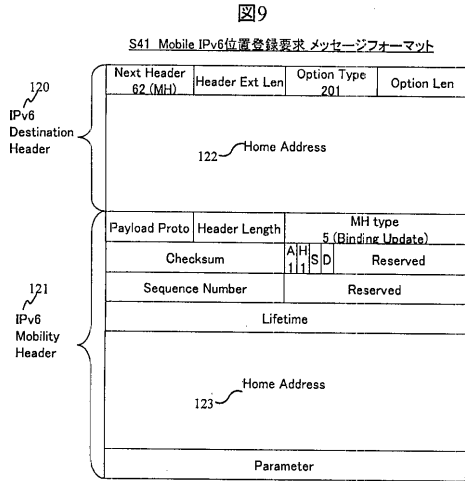 図9
S41 Mobile IPv6位置登録要求 メッセージフォーマット
120
IPv6
Destination
Header
Next Header
62 (MH)
Header Ext Len
Option Type
201
Option Len
122
Home Address
121
IPv6
Mobility
Header
Payload Proto
Header Length
MH type
5 (Binding Update)
Checksum
A
1
H
1
S
D
Reserved
Sequence Number
Reserved
Lifetime
Home Address
123
Parameter